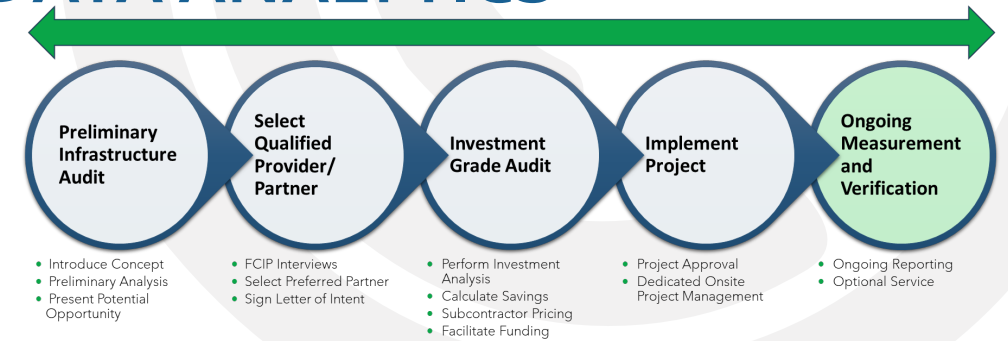 DATA ANALYTICS
Preliminary
Infrastructure
Audit
Select
Qualified
Provider/
Partner
Investment
Grade Audit
Implement
Project
Ongoing
Measurement
and
Verification
• Introduce Concept
• Preliminary Analysis
• Present Potential
Opportunity
• FCIP Interviews
• Select Preferred Partner
• Sign Letter of Intent
• Perform Investment
Analysis
• Calculate Savings
• Subcontractor Pricing
• Facilitate Funding
• Project Approval
• Dedicated Onsite
Project Management
• Ongoing Reporting
• Optional Service